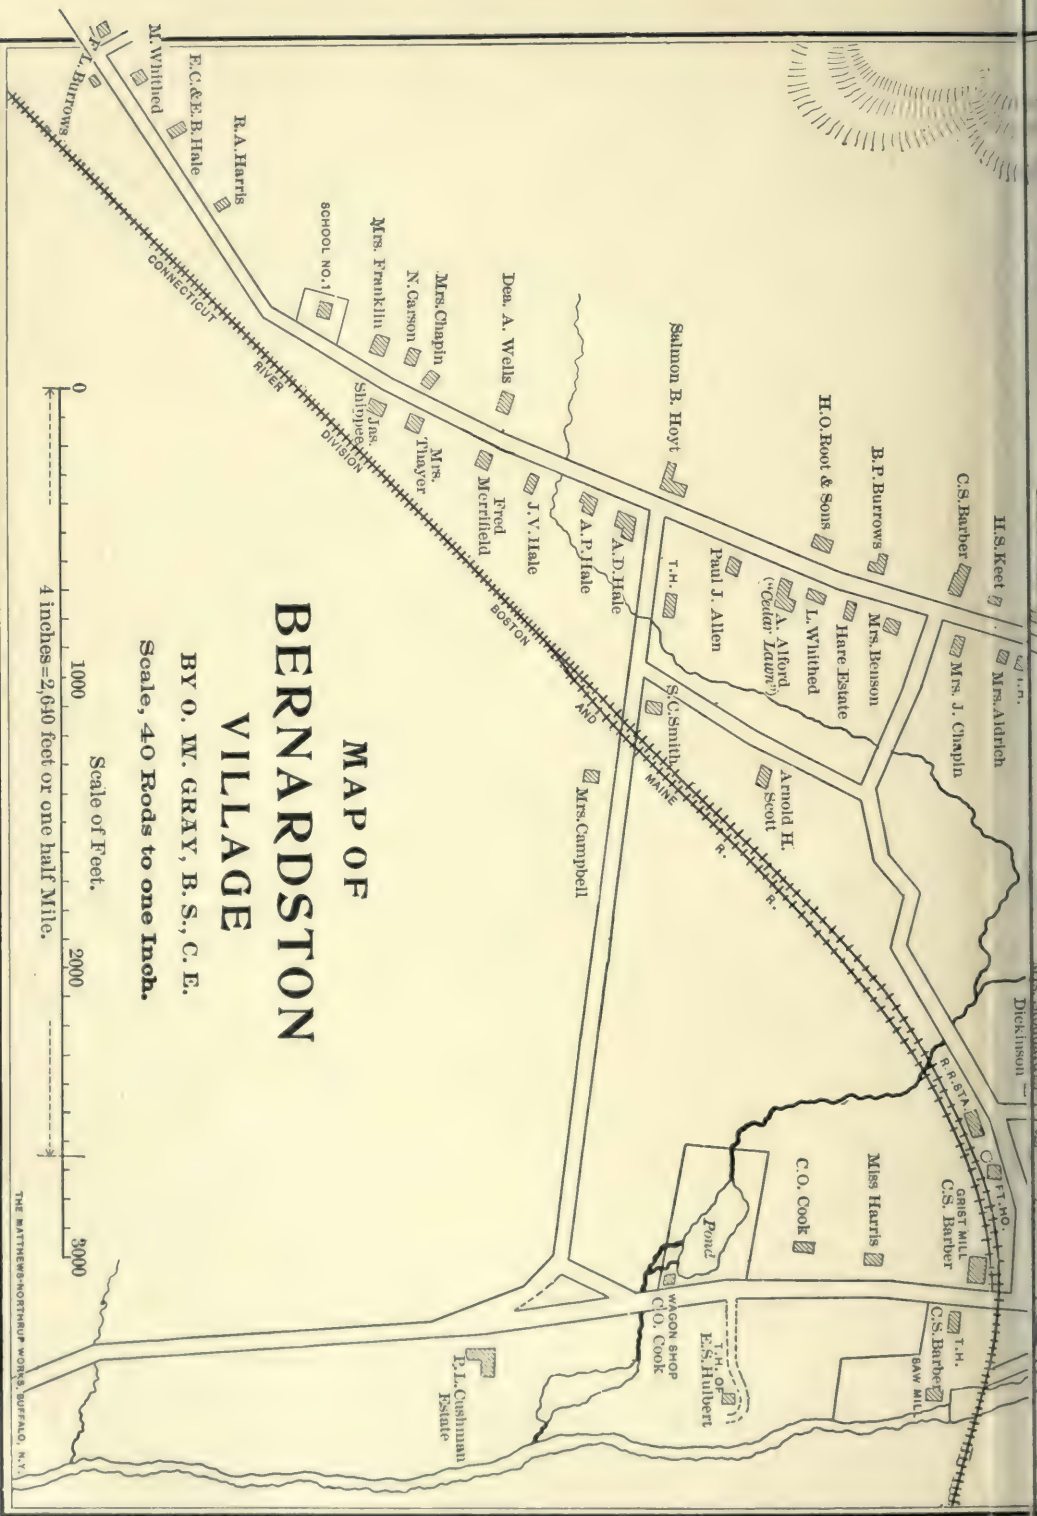 MAP OF
BERNARDSTON
VILLAGE
BY O. W. GRAY, B. S., C. E.
Scale, 40 Rods to one Inch.
Scale of Feet.
0
1000
2000
3000
4 inches=2,640 feet or one half Mile.
THE MATTHEWS-NORTHRUP WORKS, BUFFALO, N.Y.
H.S.Keet
Mrs.Aldrich
C.S.Barber
Mrs. J. Chapin
B.P.Burrows
Mrs.Benson
Hare Estate
H.O.Root & Sons
L. Whithed
A. Alford
("Cedar Lawn")
Paul J. Allen
Salmon B. Hoyt
T.H.
A.D.Hale
A.P.Hale
J.V.Hale
Dea. A. Wells
Fred
Merrifield
Mrs.Chapin
N.Carson
Mrs.
Thayer
Mrs. Franklin
Jas.
Shippee
SCHOOL NO.1
R.A.Harris
E.C.&E.B.Hale
M.Whithed
F.L.Burrows
CONNECTICUT
RIVER
DIVISION
BOSTON
AND
MAINE
R.
R.
S.C.Smith
Mrs.Campbell
Arnold H.
Scott
Dickinson
R.R.STA.
FT.HO.
GRIST MILL
C.S. Barber
Miss Harris
C.O. Cook
Pond
WAGON SHOP
C.O. Cook
T.H. OF
E.S.Hulbert
T.H.
C.S.Barber
SAW MILL
P.L.Cushman
Estate